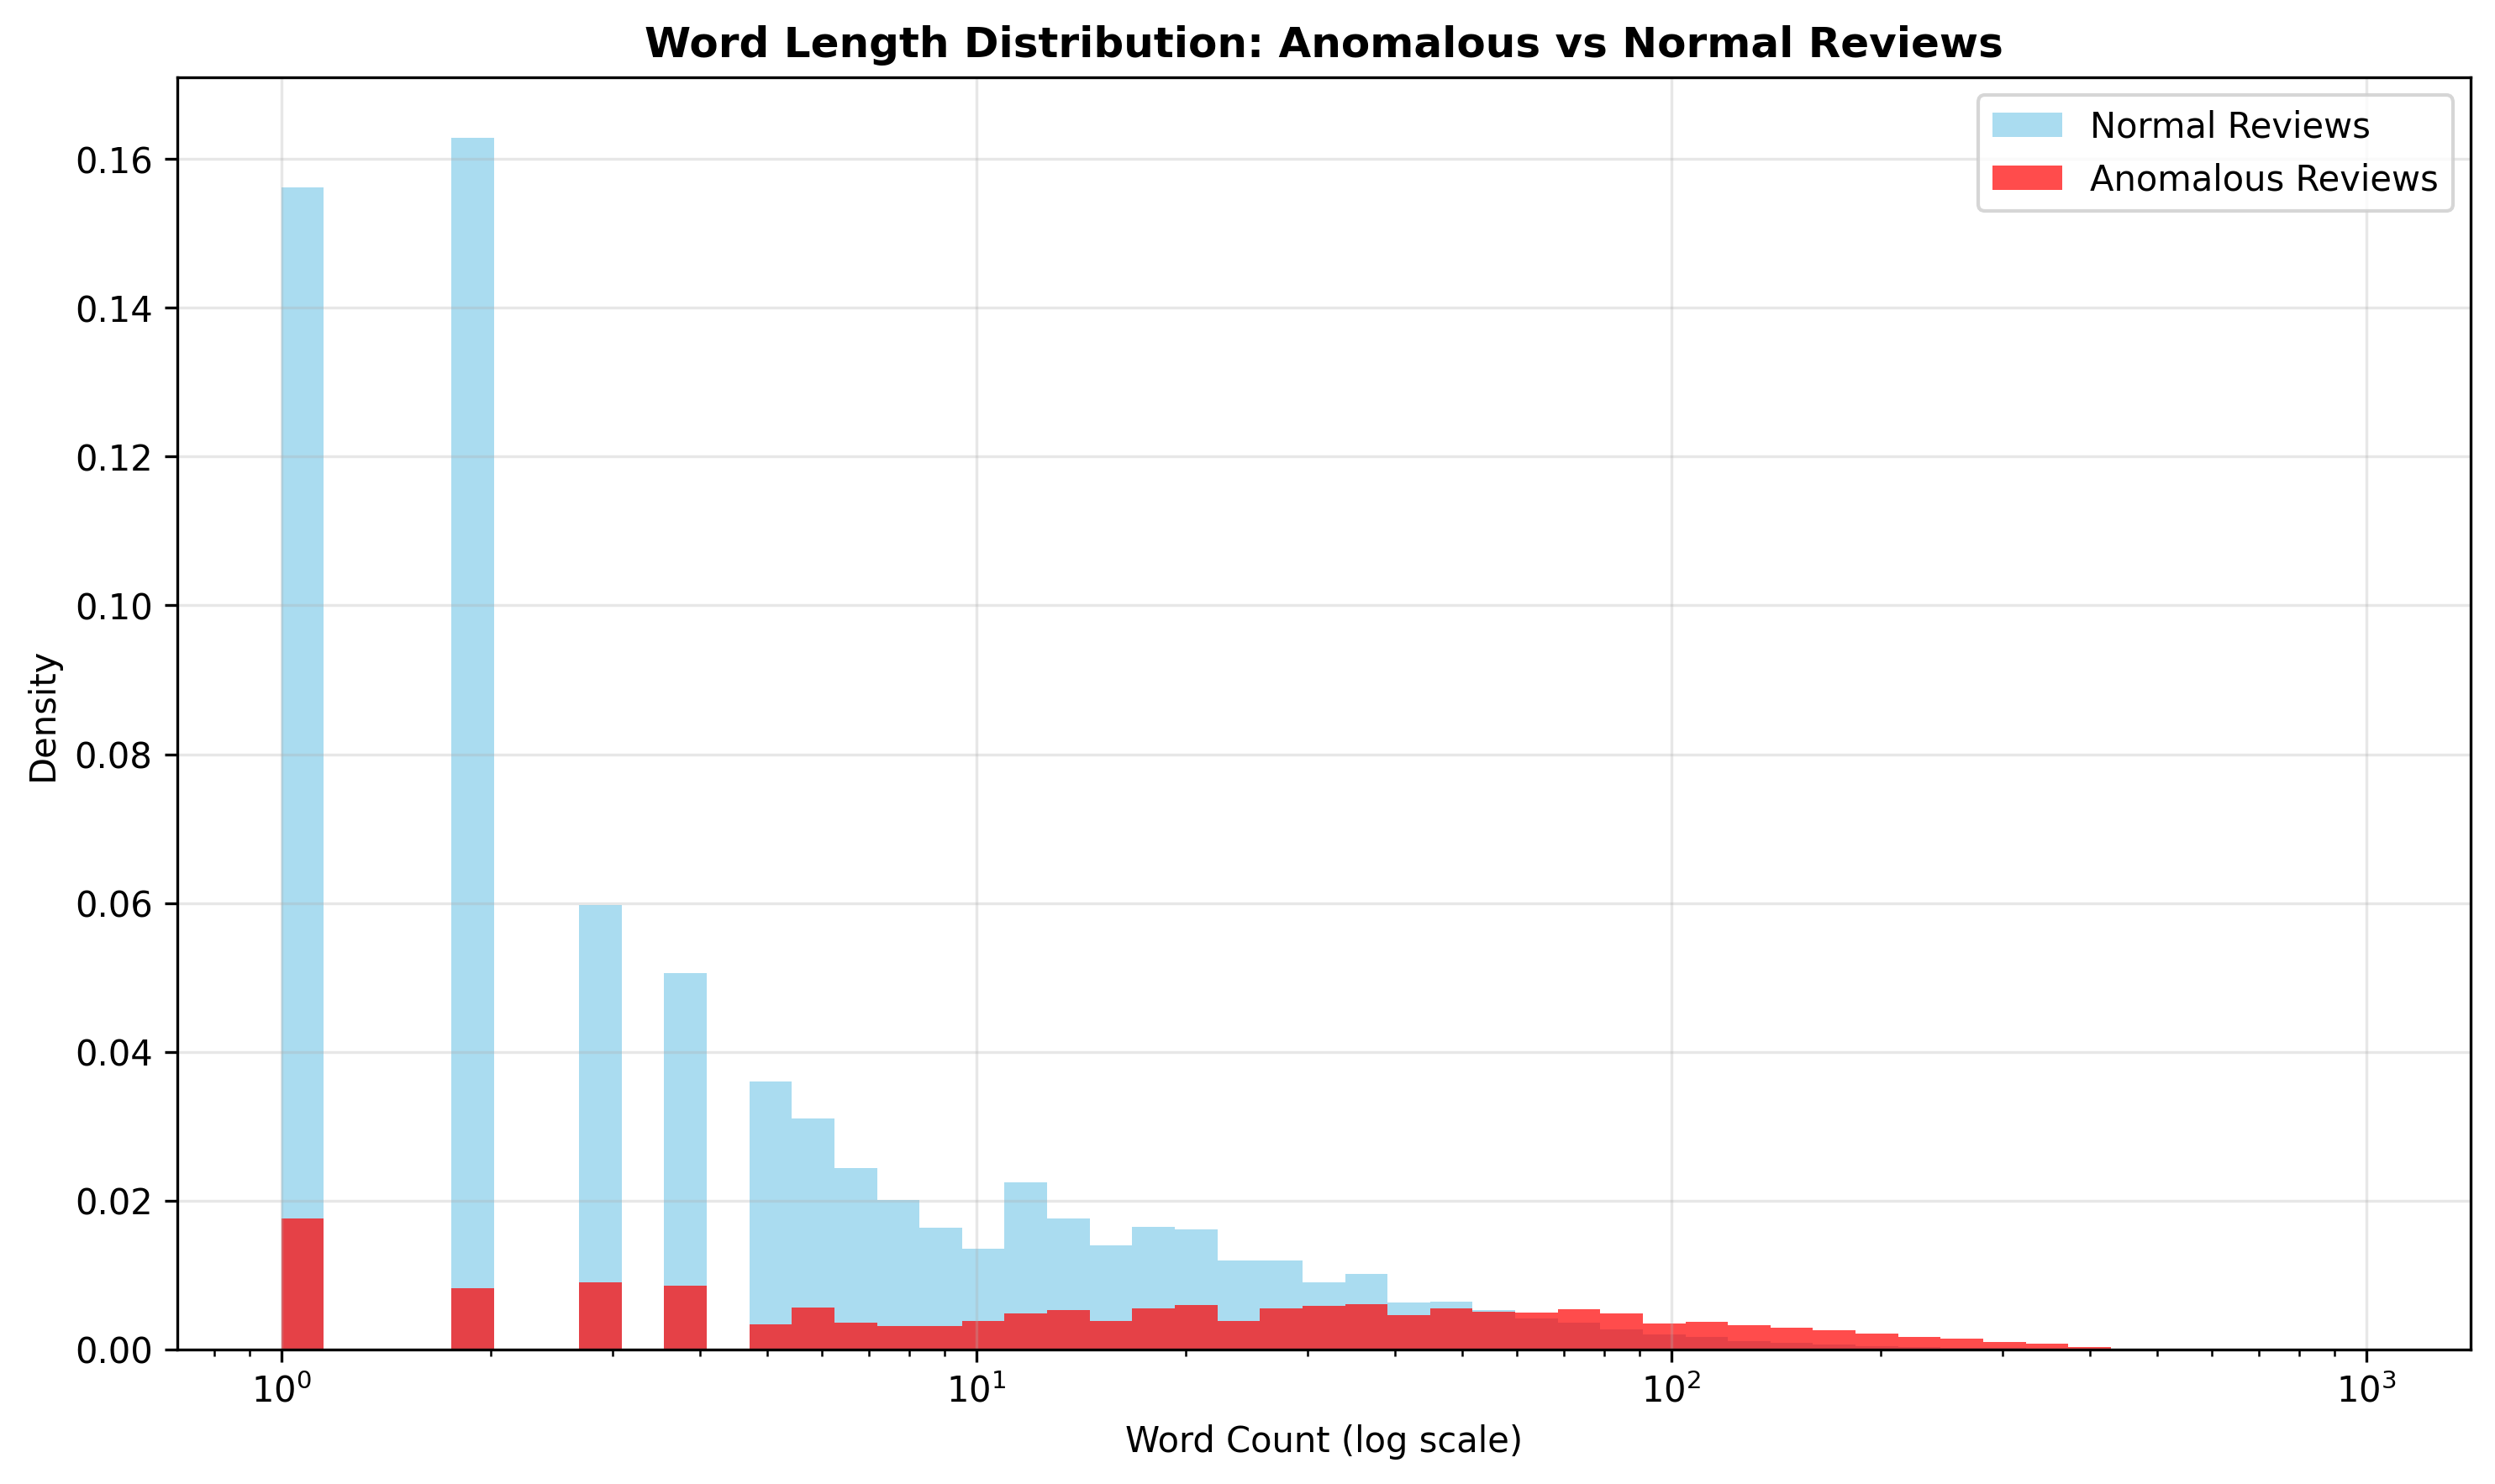 Word Length Distribution: Anomalous vs Normal Reviews
Normal Reviews
Anomalous Reviews
Density
0.16
0.14
0.12
0.10
0.08
0.06
0.04
0.02
0.00
10⁰ 10¹ 10² 10³
Word Count (log scale)